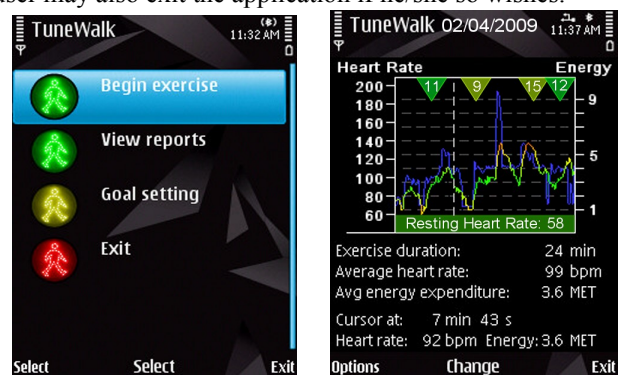 user may also exit the application if he/she so wishes.
TuneWalk
11:32 AM
Begin exercise
View reports
Goal setting
Exit
Select Select Exit
TuneWalk 02/04/2009 11:37 AM
Heart Rate Energy
11 9 15 12
200
180
160
140
120
100
80
60
9
5
1
Resting Heart Rate: 58
Exercise duration: 24 min
Average heart rate: 99 bpm
Avg energy expenditure: 3.6 MET
Cursor at: 7 min 43 s
Heart rate: 92 bpm Energy: 3.6 MET
Options Change Exit